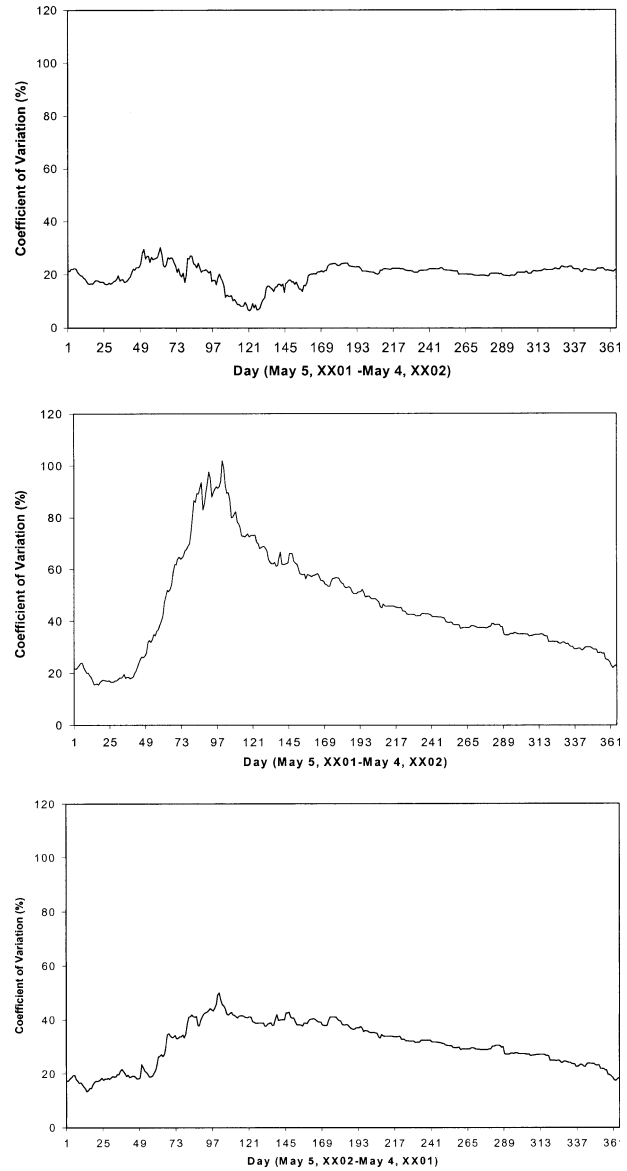 120
100
80
60
40
20
0
Coefficient of Variation (%)
1 25 49 73 97 121 145 169 193 217 241 265 289 313 337 361
Day (May 5, XX01 -May 4, XX02)
120
100
80
60
40
20
0
Coefficient of Variation (%)
1 25 49 73 97 121 145 169 193 217 241 265 289 313 337 361
Day (May 5, XX01-May 4, XX02)
120
100
80
60
40
20
0
Coefficient of Variation (%)
1 25 49 73 97 121 145 169 193 217 241 265 289 313 337 361
Day (May 5, XX02-May 4, XX01)